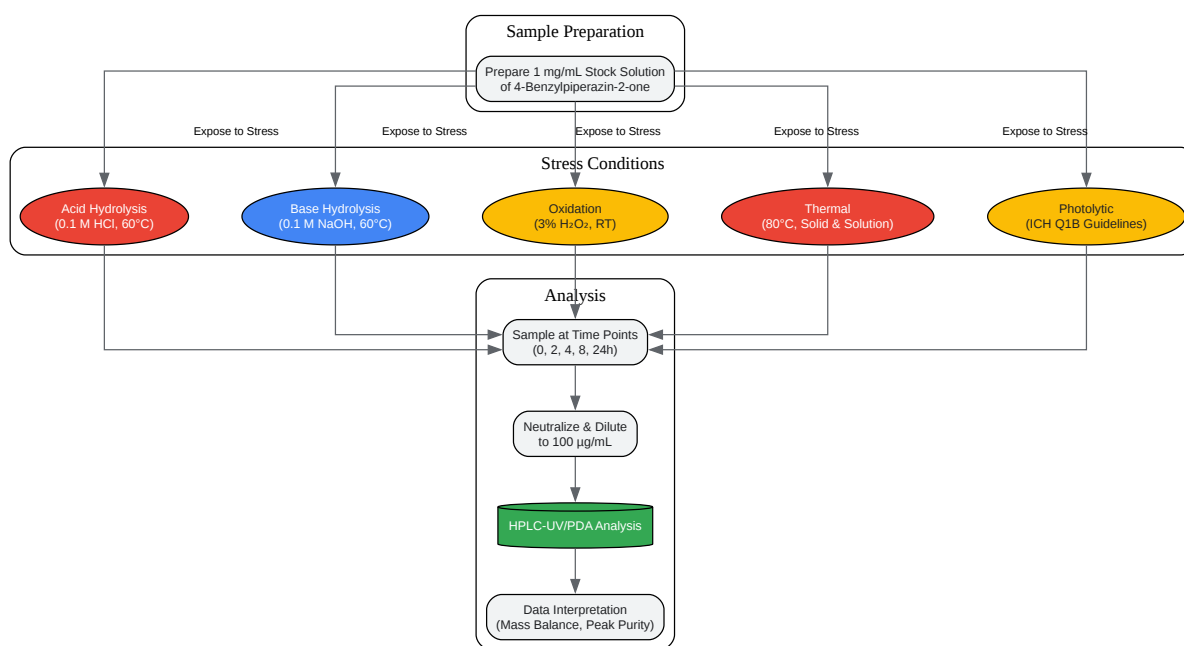 Sample Preparation
Prepare 1 mg/mL Stock Solution
of 4-Benzylpiperazin-2-one
Expose to Stress
Expose to Stress
Expose to Stress
Expose to Stress
Expose to Stress
Stress Conditions
Acid Hydrolysis
(0.1 M HCl, 60°C)
Base Hydrolysis
(0.1 M NaOH, 60°C)
Oxidation
(3% H₂O₂, RT)
Thermal
(80°C, Solid & Solution)
Photolytic
(ICH Q1B Guidelines)
Analysis
Sample at Time Points
(0, 2, 4, 8, 24h)
Neutralize & Dilute
to 100 µg/mL
HPLC-UV/PDA Analysis
Data Interpretation
(Mass Balance, Peak Purity)